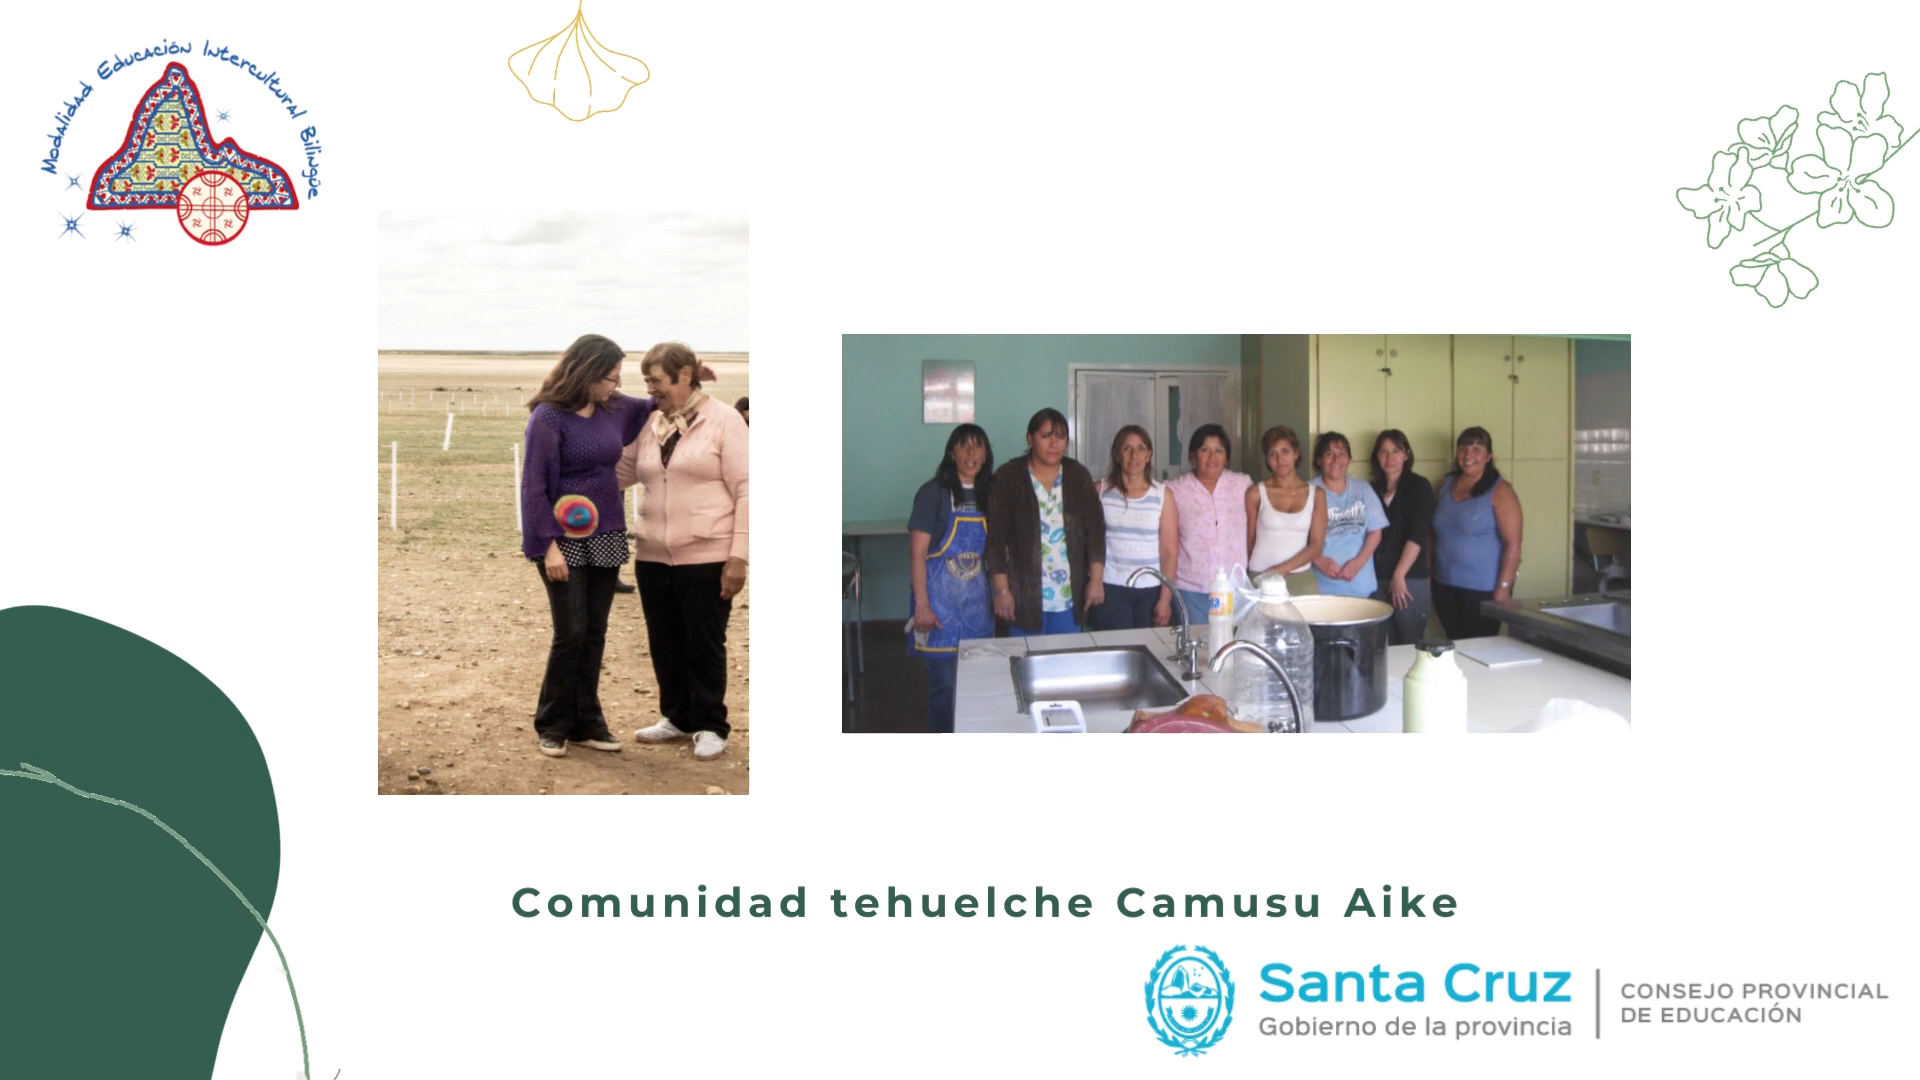 Modalidad Educación Intercultural Bilingüe
Comunidad tehuelche Camusu Aike
Santa Cruz
Gobierno de la provincia
CONSEJO PROVINCIAL
DE EDUCACIÓN